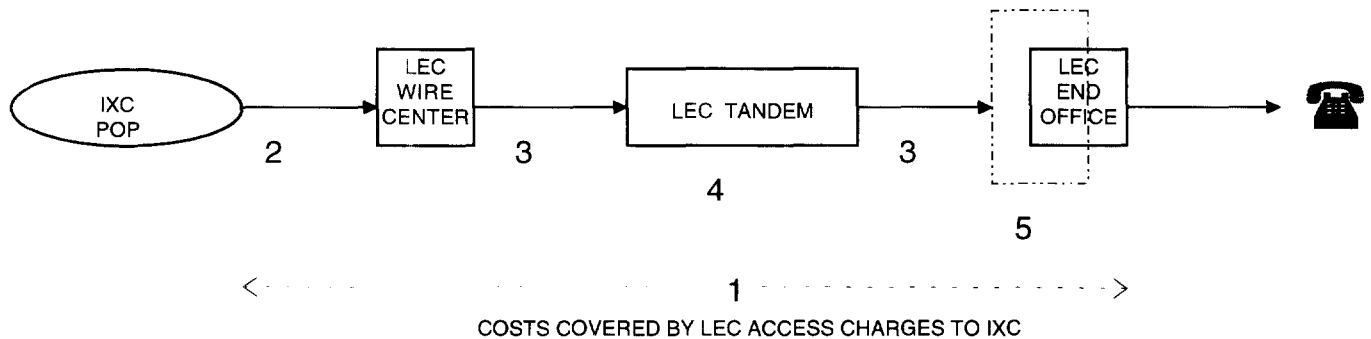 IXC
POP
LEC
WIRE
CENTER
LEC TANDEM
LEC
END
OFFICE
2
3
3
4
5
1
COSTS COVERED BY LEC ACCESS CHARGES TO IXC